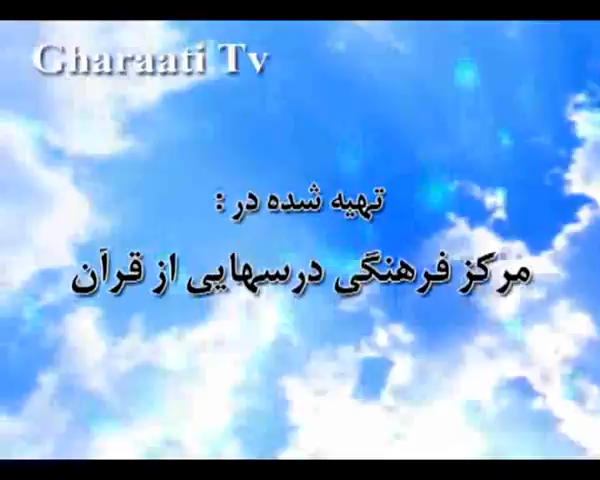 Gharaati Tv
تهیه شده در :
مرکز فرهنگی درسهایی از قرآن